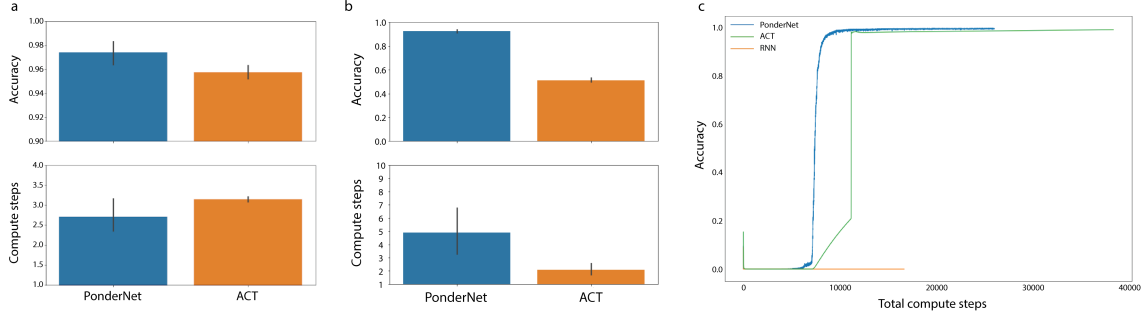 a
1.00
0.98
0.96
0.94
0.92
0.90
Accuracy
4.0
3.5
3.0
2.5
2.0
1.5
1.0
Compute steps
PonderNet ACT
b
1.0
0.8
0.6
0.4
0.2
0.0
Accuracy
10
9
8
7
6
5
4
3
2
1
Compute steps
PonderNet ACT
c
PonderNet
ACT
RNN
1.0
0.8
0.6
0.4
0.2
0.0
Accuracy
0 10000 20000 30000 40000
Total compute steps